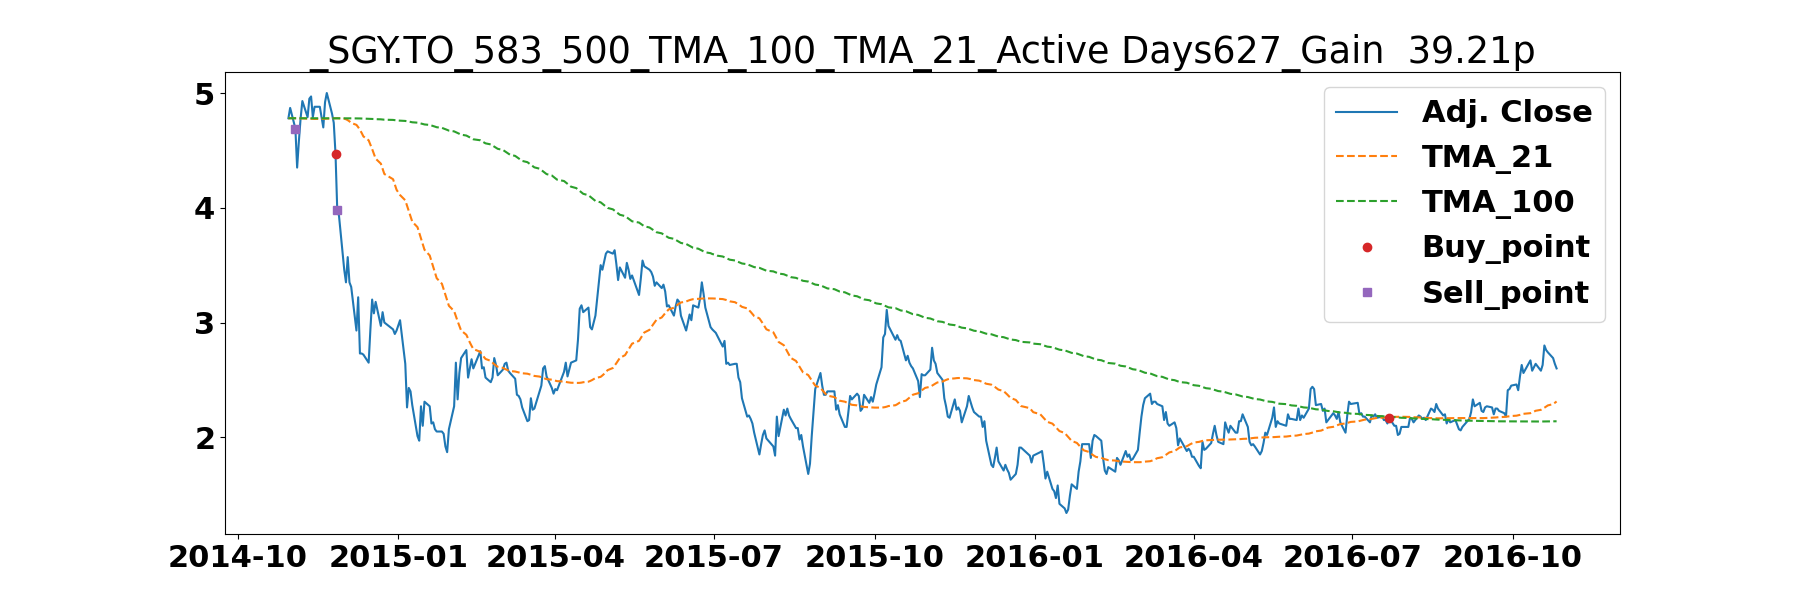 _SGY.TO_583_500_TMA_100_TMA_21_Active Days627_Gain  39.21p
5
4
3
2
Adj. Close
TMA_21
TMA_100
Buy_point
Sell_point
2014-10 2015-01 2015-04 2015-07 2015-10 2016-01 2016-04 2016-07 2016-10